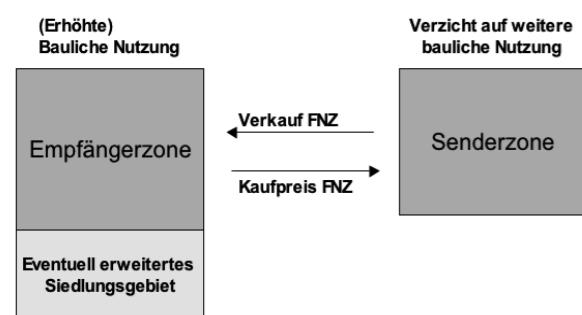 (Erhöhte)
Bauliche Nutzung
Verzicht auf weitere
bauliche Nutzung
Empfängerzone
Verkauf FNZ
Kaufpreis FNZ
Senderzone
Eventuell erweitertes
Siedlungsgebiet